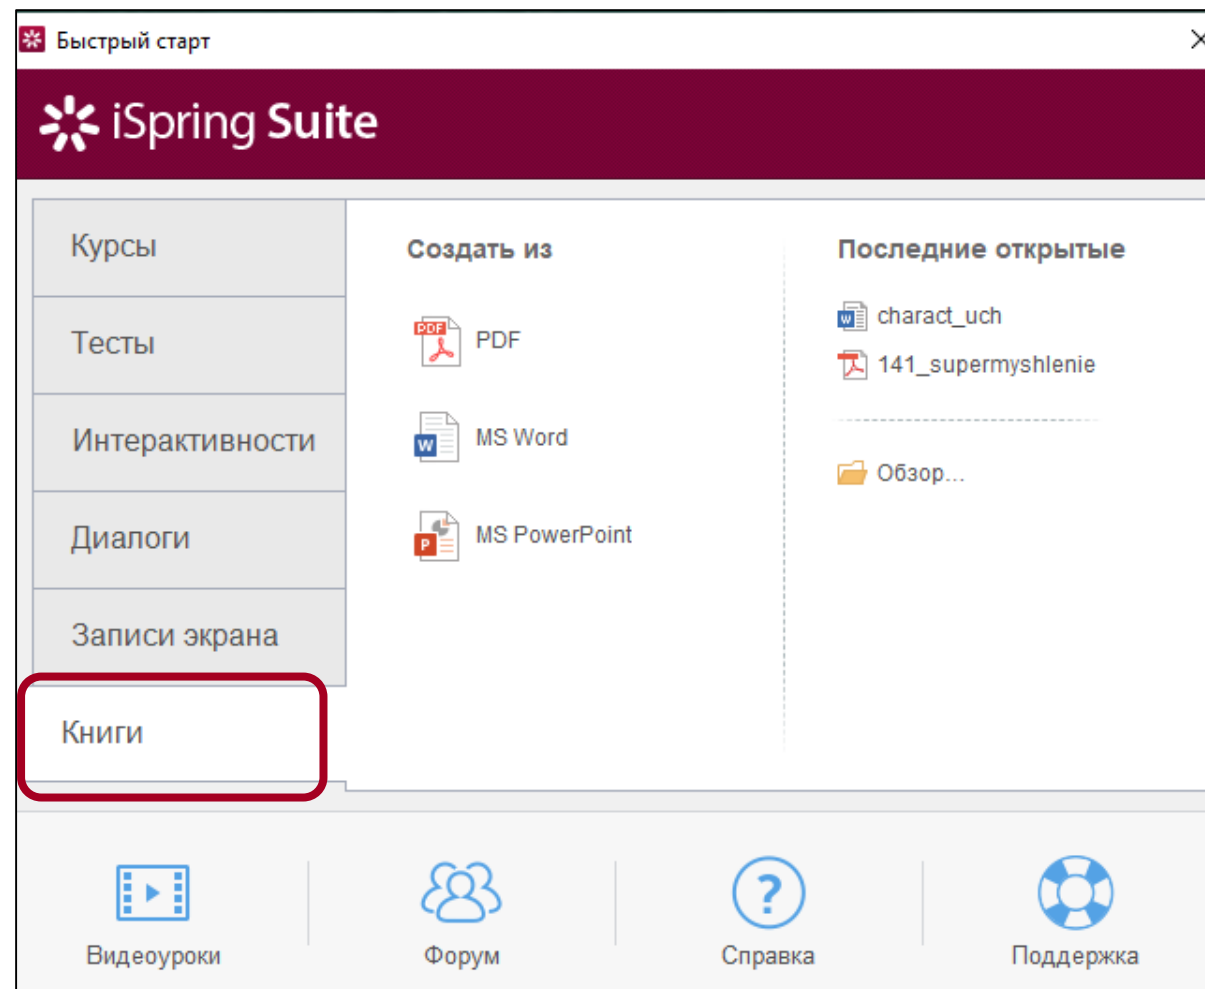 Быстрый старт
iSpring Suite
Курсы
Тесты
Интерактивности
Диалоги
Записи экрана
Книги
Создать из
PDF
PDF
MS Word
W
MS PowerPoint
P
Последние открытые
W
charact_uch
141_supermyshlenie
Обзор...
Видеоуроки
Форум
?
Справка
Поддержка